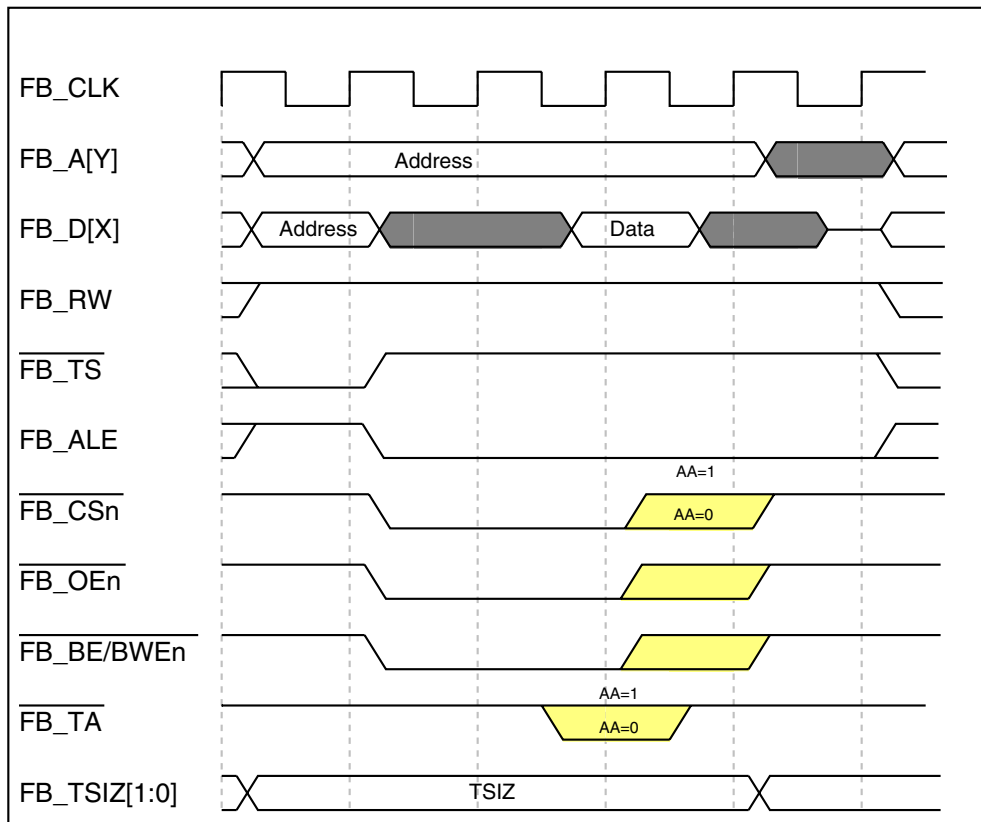 FB_CLK
FB_A[Y]
Address
FB_D[X]
Address
Data
FB_RW
FB_TS
FB_ALE
AA=1
FB_CSn
AA=0
FB_OEn
FB_BE/BWEn
AA=1
FB_TA
AA=0
FB_TSIZ[1:0]
TSIZ